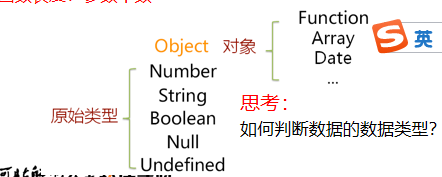 Function
Object 对象
Array
Date
...
英
原始类型
Number
String
Boolean
Null
Undefined
思考：
如何判断数据的数据类型？